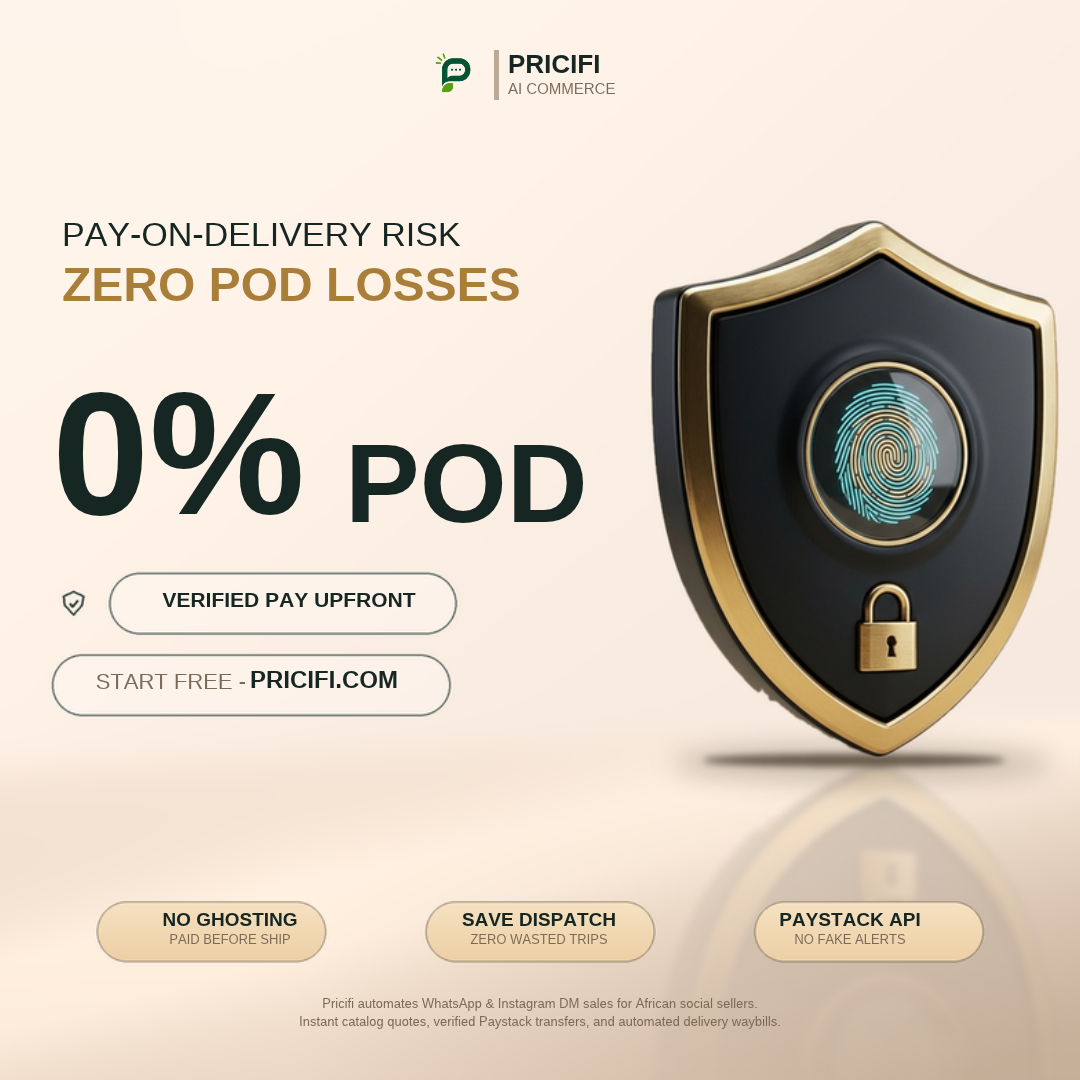 PRICIFI
AI COMMERCE
PAY-ON-DELIVERY RISK
ZERO POD LOSSES
0% POD
VERIFIED PAY UPFRONT
START FREE - PRICIFI.COM
NO GHOSTING
PAID BEFORE SHIP
SAVE DISPATCH
ZERO WASTED TRIPS
PAYSTACK API
NO FAKE ALERTS
Pricifi automates WhatsApp & Instagram DM sales for African social sellers.
Instant catalog quotes, verified Paystack transfers, and automated delivery waybills.